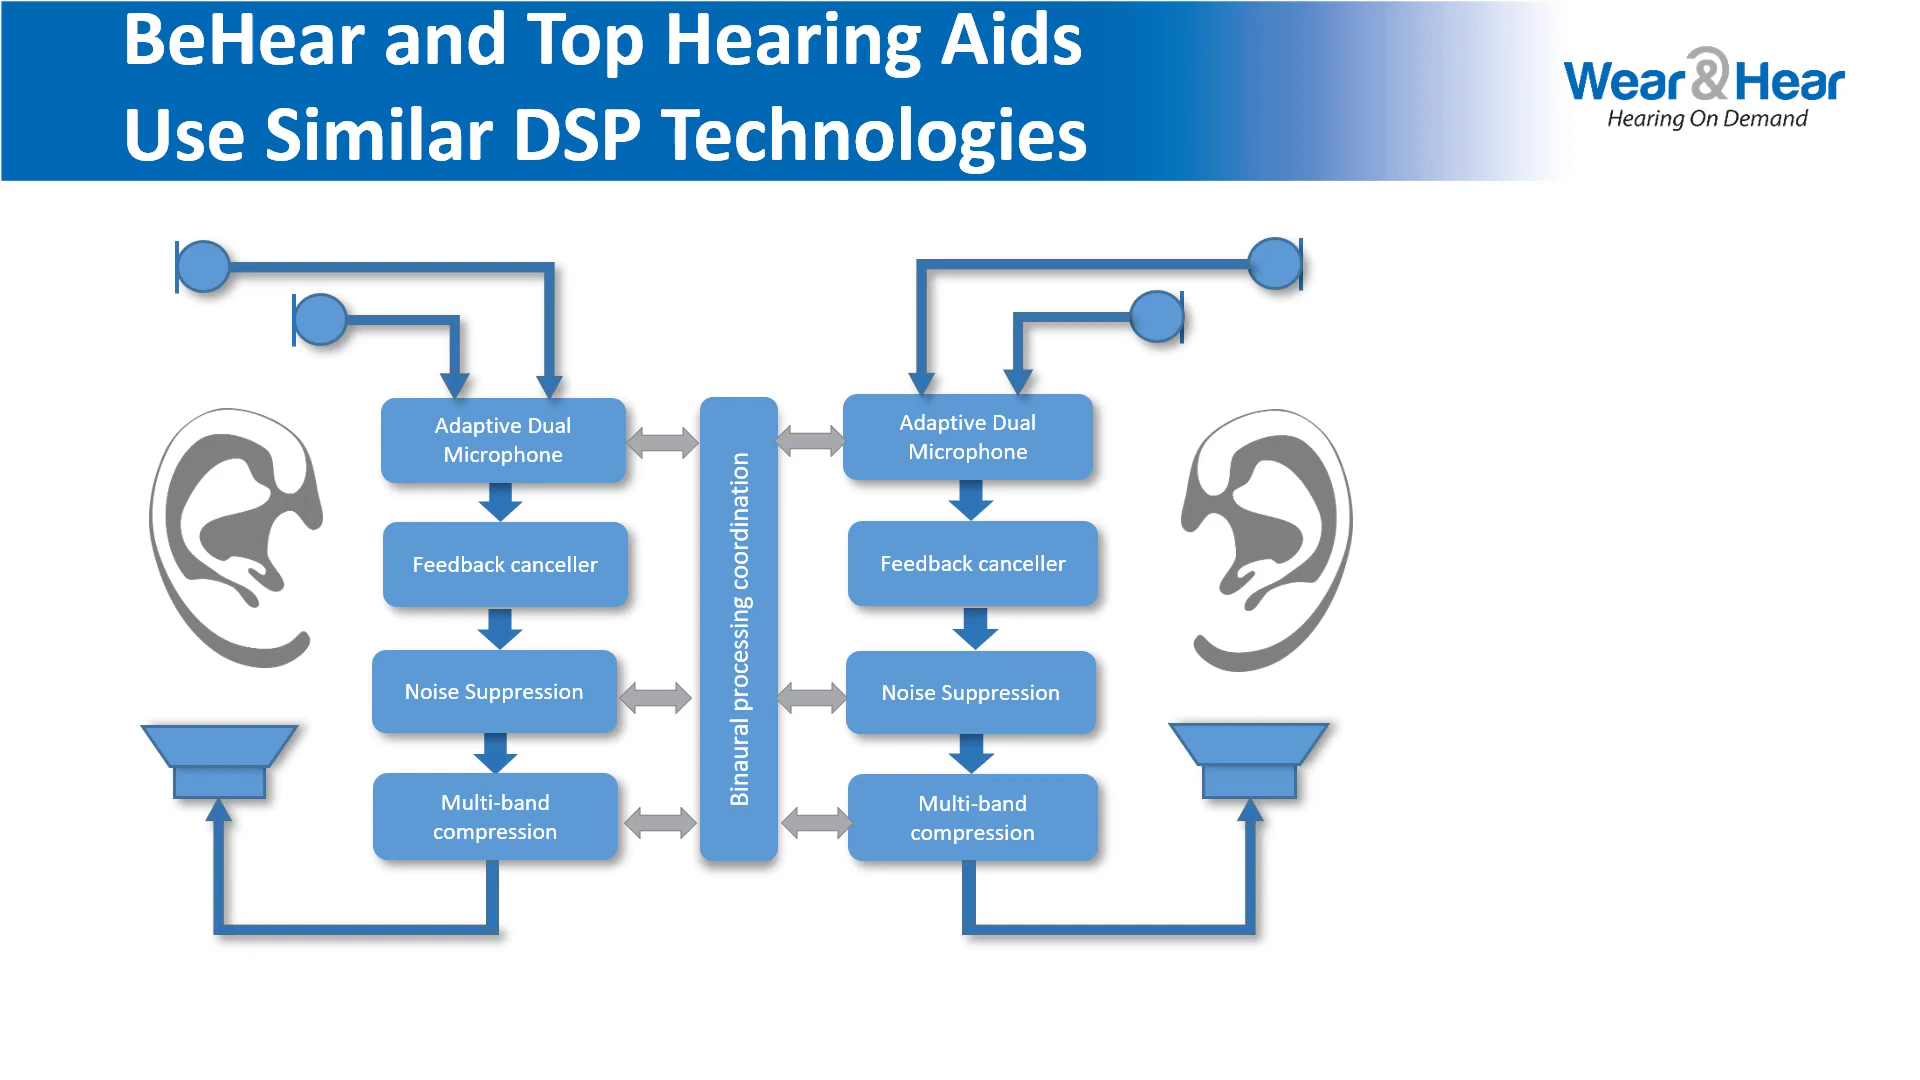 BeHear and Top Hearing Aids
Use Similar DSP Technologies
Wear&Hear
Hearing On Demand
Adaptive Dual
Microphone
Feedback canceller
Noise Suppression
Multi-band
compression
Binaural processing coordination
Adaptive Dual
Microphone
Feedback canceller
Noise Suppression
Multi-band
compression